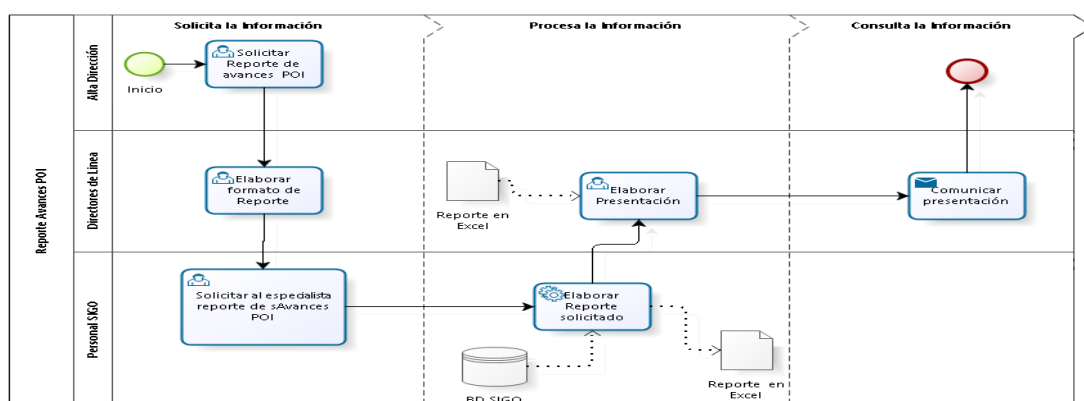 Solicita la Información
Procesa la Información
Consulta la Información
Reporte Avances POI
Alta Dirección
Inicio
Solicitar
Reporte de
avances POI
Directores de Línea
Elaborar
formato de
Reporte
Reporte en
Excel
Elaborar
Presentación
Comunicar
presentación
Personal SIGO
Solicitar al especialista
reporte de sAvances
POI
Elaborar
Reporte
solicitado
BD SIGO
Reporte en
Excel